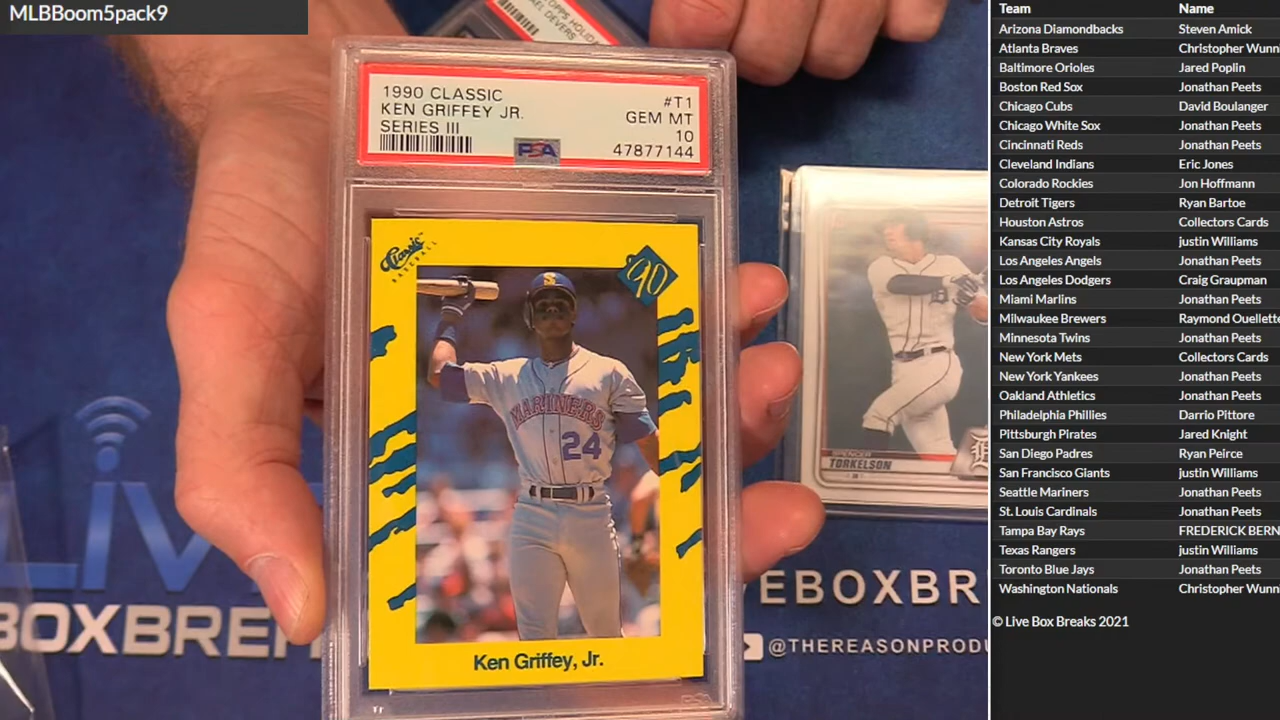 MLBBoom5pack9
1990 CLASSIC
KEN GRIFFEY JR.
SERIES III
#T1
GEM MT
10
47877144
PSA
Classic
BASEBALL
90
S
MARINERS
24
Ken Griffey, Jr.
SPENCER
TORKELSON
LIV
BOXBRE
EBOXBR
@THEREASONPRODU
Team Name
Arizona Diamondbacks Steven Amick
Atlanta Braves Christopher Wunn
Baltimore Orioles Jared Poplin
Boston Red Sox Jonathan Peets
Chicago Cubs David Boulanger
Chicago White Sox Jonathan Peets
Cincinnati Reds Jonathan Peets
Cleveland Indians Eric Jones
Colorado Rockies Jon Hoffmann
Detroit Tigers Ryan Bartoe
Houston Astros Collectors Cards
Kansas City Royals justin Williams
Los Angeles Angels Jonathan Peets
Los Angeles Dodgers Craig Graupman
Miami Marlins Jonathan Peets
Milwaukee Brewers Raymond Ouellette
Minnesota Twins Jonathan Peets
New York Mets Collectors Cards
New York Yankees Jonathan Peets
Oakland Athletics Jonathan Peets
Philadelphia Phillies Darrio Pittore
Pittsburgh Pirates Jared Knight
San Diego Padres Ryan Peirce
San Francisco Giants justin Williams
Seattle Mariners Jonathan Peets
St. Louis Cardinals Jonathan Peets
Tampa Bay Rays FREDERICK BERN
Texas Rangers justin Williams
Toronto Blue Jays Jonathan Peets
Washington Nationals Christopher Wunn
© Live Box Breaks 2021